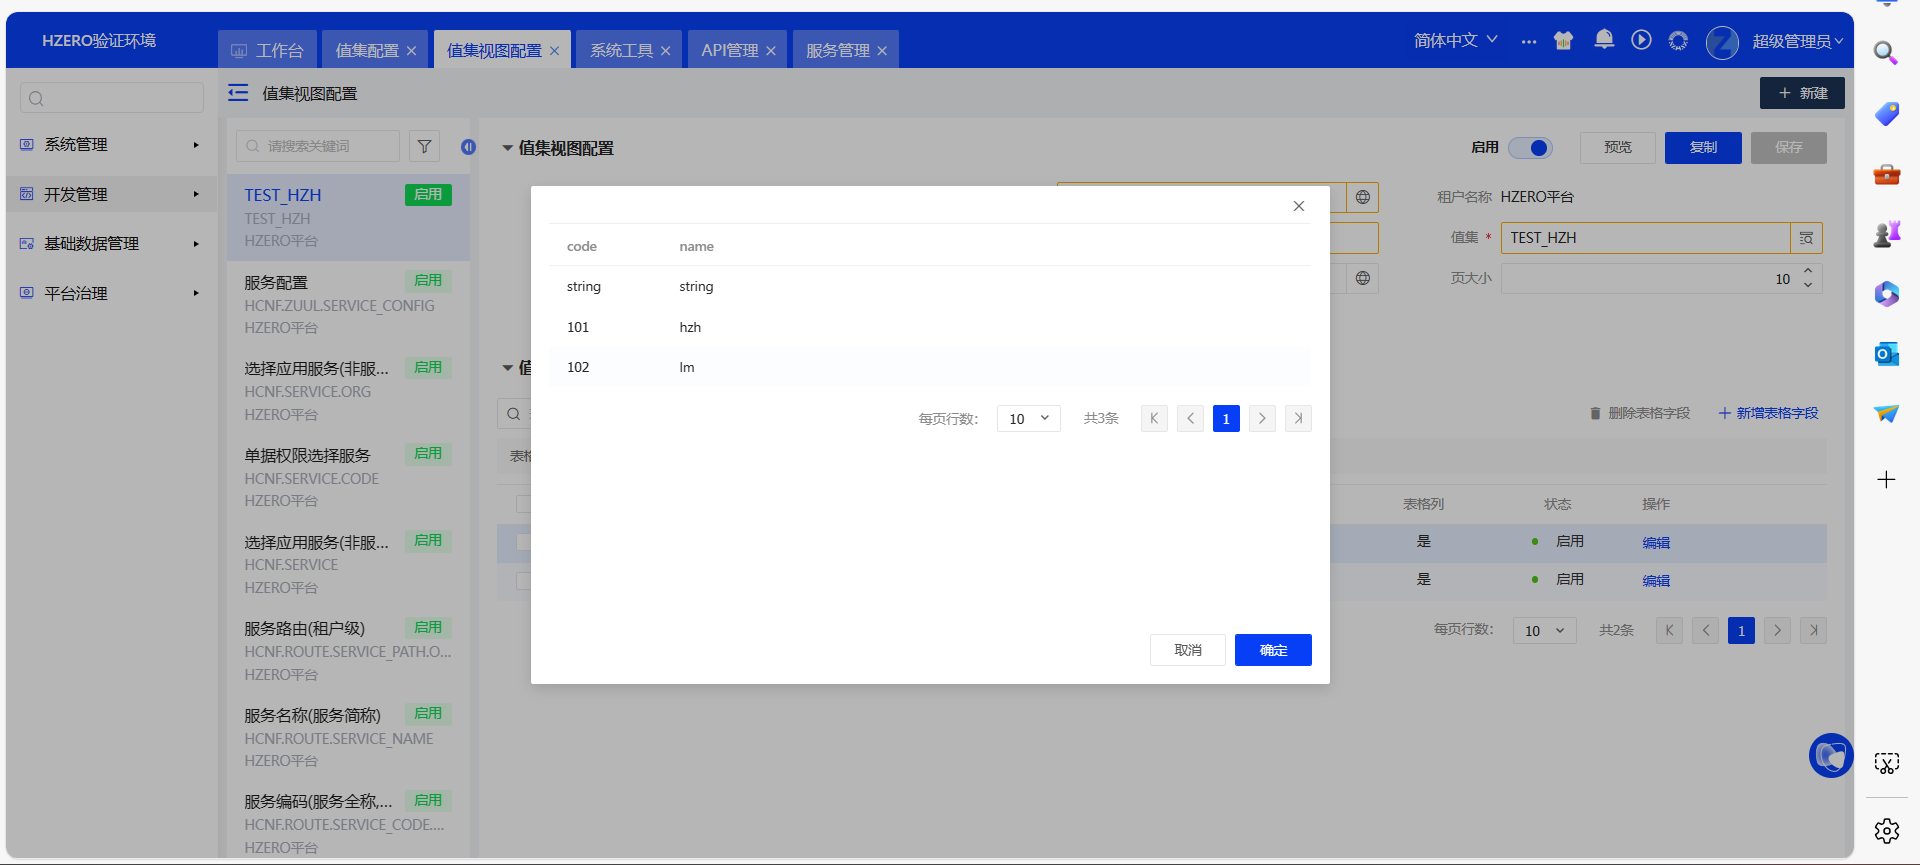 HZERO验证环境
工作台
值集配置
值集视图配置
系统工具
API管理
服务管理
简体中文
超级管理员
值集视图配置
新建
系统管理
开发管理
基础数据管理
平台治理
请搜索关键词
TEST_HZH
启用
TEST_HZH
HZERO平台
服务配置
启用
HCNF.ZUUL.SERVICE_CONFIG
HZERO平台
选择应用服务(非服...
启用
HCNF.SERVICE.ORG
HZERO平台
单据权限选择服务
启用
HCNF.SERVICE.CODE
HZERO平台
选择应用服务(非服...
启用
HCNF.SERVICE
HZERO平台
服务路由(租户级)
启用
HCNF.ROUTE.SERVICE_PATH.O...
HZERO平台
服务名称(服务简称)
启用
HCNF.ROUTE.SERVICE_NAME
HZERO平台
服务编码(服务全称,...
启用
HCNF.ROUTE.SERVICE_CODE....
HZERO平台
值集视图配置
启用
预览
复制
保存
租户名称 HZERO平台
值集 * TEST_HZH
页大小 10
code name
string string
101 hzh
102 lm
每页行数: 10 共3条 1
取消
确定
值
删除表格字段
新增表格字段
表格
表格列 状态 操作
是 启用 编辑
是 启用 编辑
每页行数: 10 共2条 1